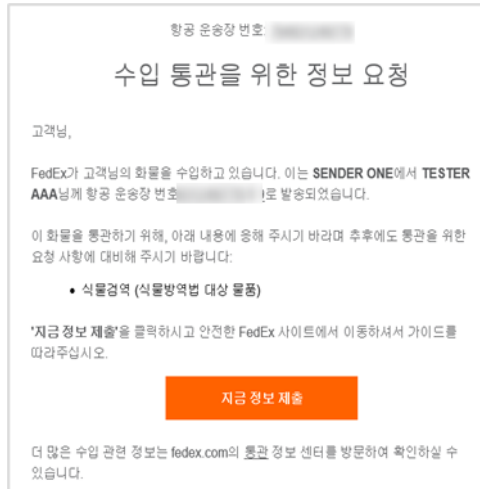 항공 운송장 번호:
수입 통관을 위한 정보 요청
고객님,
FedEx가 고객님의 화물을 수입하고 있습니다. 이는 SENDER ONE에서 TESTER
AAA님께 항공 운송장 번호 로 발송되었습니다.
이 화물을 통관하기 위해, 아래 내용에 응해 주시기 바라며 추후에도 통관을 위한
요청 사항에 대비해 주시기 바랍니다:
• 식물검역 (식물방역법 대상 물품)
'지금 정보 제출'을 클릭하시고 안전한 FedEx 사이트에서 이동하셔서 가이드를
따라주십시오.
지금 정보 제출
더 많은 수입 관련 정보는 fedex.com의 통관 정보 센터를 방문하여 확인하실 수
있습니다.